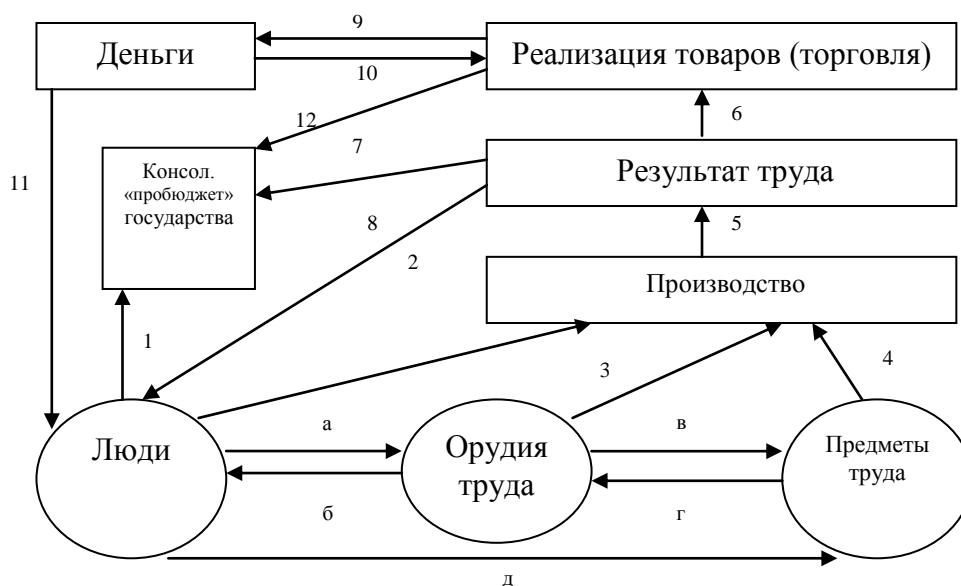 9
Деньги
Реализация товаров (торговля)
10
12
6
7
Консол.
«пробюджет»
государства
Результат труда
11
8
5
2
Производство
1
3
4
а
в
Люди
Орудия
труда
Предметы
труда
б
г
д